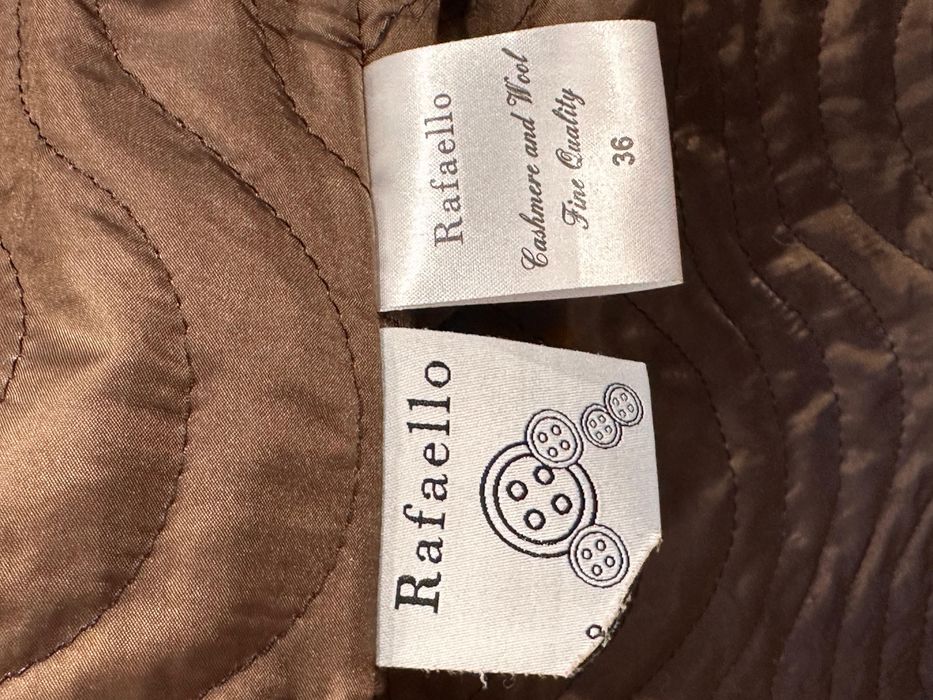 Rafaello
Cashmere and Wool
Fine Quality
36
Rafaello